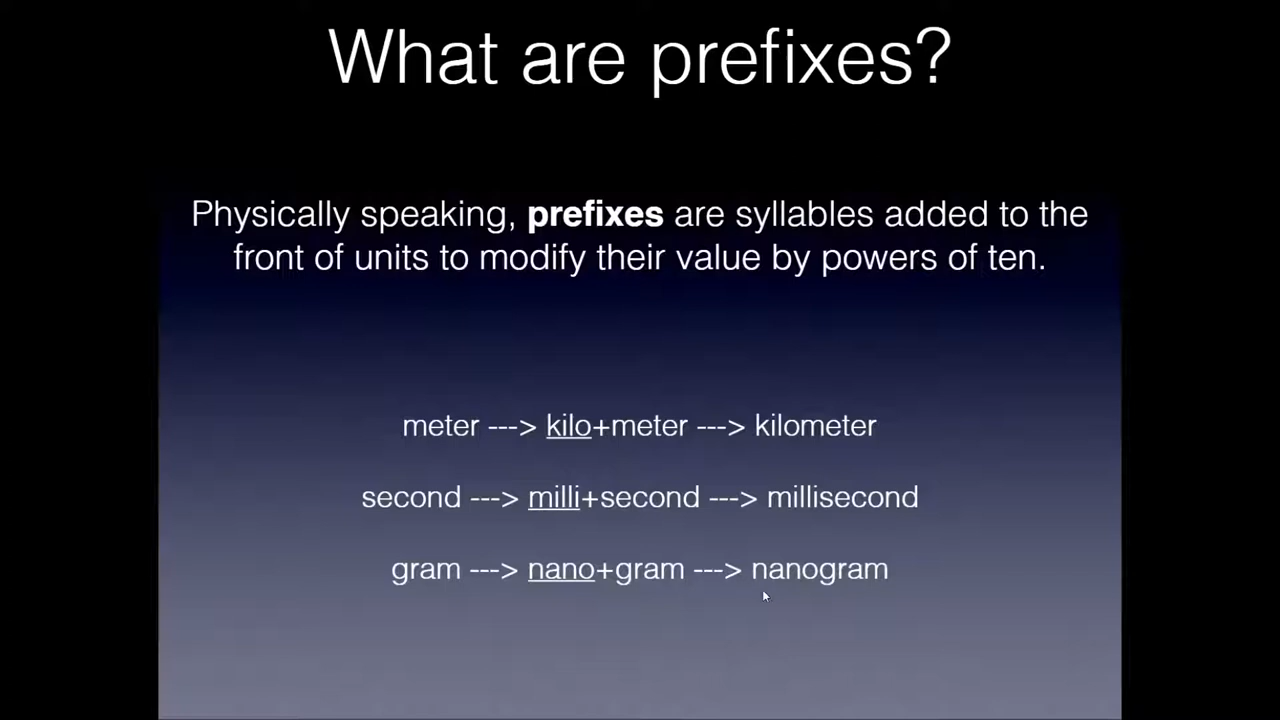 What are prefixes?
Physically speaking, prefixes are syllables added to the
front of units to modify their value by powers of ten.
meter ---> kilo+meter ---> kilometer
second ---> milli+second ---> millisecond
gram ---> nano+gram ---> nanogram